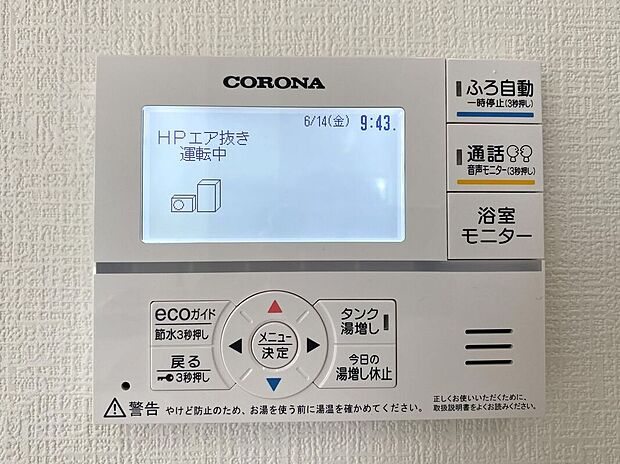 CORONA
6/14(金) 9:43.
HPエア抜き
運転中
ふろ自動
一時停止(3秒押し)
通話
音声モニター(3秒押し)
浴室
モニター
ecoガイド
節水3秒押し
戻る
3秒押し
メニュー
決定
タンク
湯増し
今日の
湯増し休止
警告 やけど防止のため、お湯を使う前に湯温を確かめてください。
正しくお使いいただくために、
取扱説明書をよくお読みください。